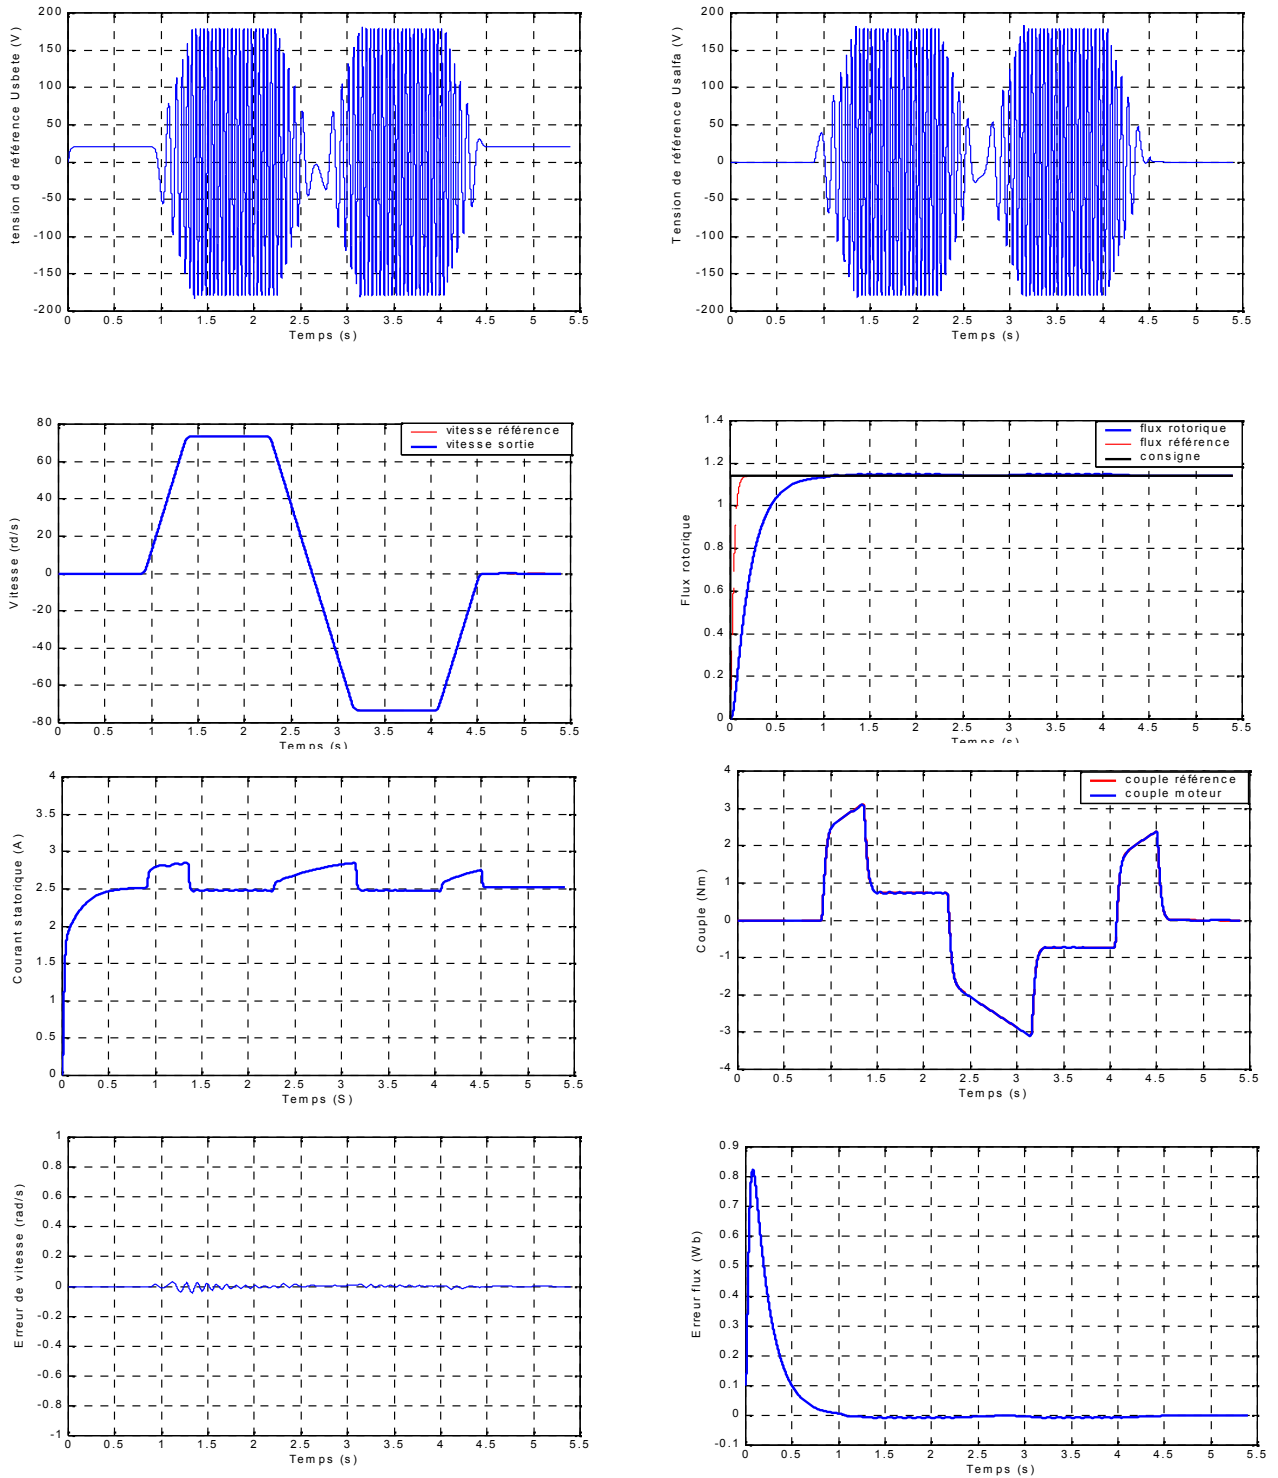 tension de référence Usbete (V)
200
150
100
50
0
-50
-100
-150
-200
0 0.5 1 1.5 2 2.5 3 3.5 4 4.5 5 5.5
Temps (s)
Tension de référence Usalfa (V)
200
150
100
50
0
-50
-100
-150
-200
0 0.5 1 1.5 2 2.5 3 3.5 4 4.5 5 5.5
Temps (s)
Vitesse (rd/s)
80
60
40
20
0
-20
-40
-60
-80
vitesse référence
vitesse sortie
0 0.5 1 1.5 2 2.5 3 3.5 4 4.5 5 5.5
Temps (s)
Flux rotorique
1.4
1.2
1
0.8
0.6
0.4
0.2
0
flux rotorique
flux référence
consigne
0 0.5 1 1.5 2 2.5 3 3.5 4 4.5 5 5.5
Temps (s)
Courant statorique (A)
4
3.5
3
2.5
2
1.5
1
0.5
0
0 0.5 1 1.5 2 2.5 3 3.5 4 4.5 5 5.5
Temps (S)
Couple (Nm)
4
3
2
1
0
-1
-2
-3
-4
couple référence
couple moteur
0 0.5 1 1.5 2 2.5 3 3.5 4 4.5 5 5.5
Temps (s)
Erreur de vitesse (rad/s)
1
0.8
0.6
0.4
0.2
0
-0.2
-0.4
-0.6
-0.8
-1
0 0.5 1 1.5 2 2.5 3 3.5 4 4.5 5 5.5
Temps (s)
Erreur flux (Wb)
0.9
0.8
0.7
0.6
0.5
0.4
0.3
0.2
0.1
0
-0.1
0 0.5 1 1.5 2 2.5 3 3.5 4 4.5 5 5.5
Temps (s)